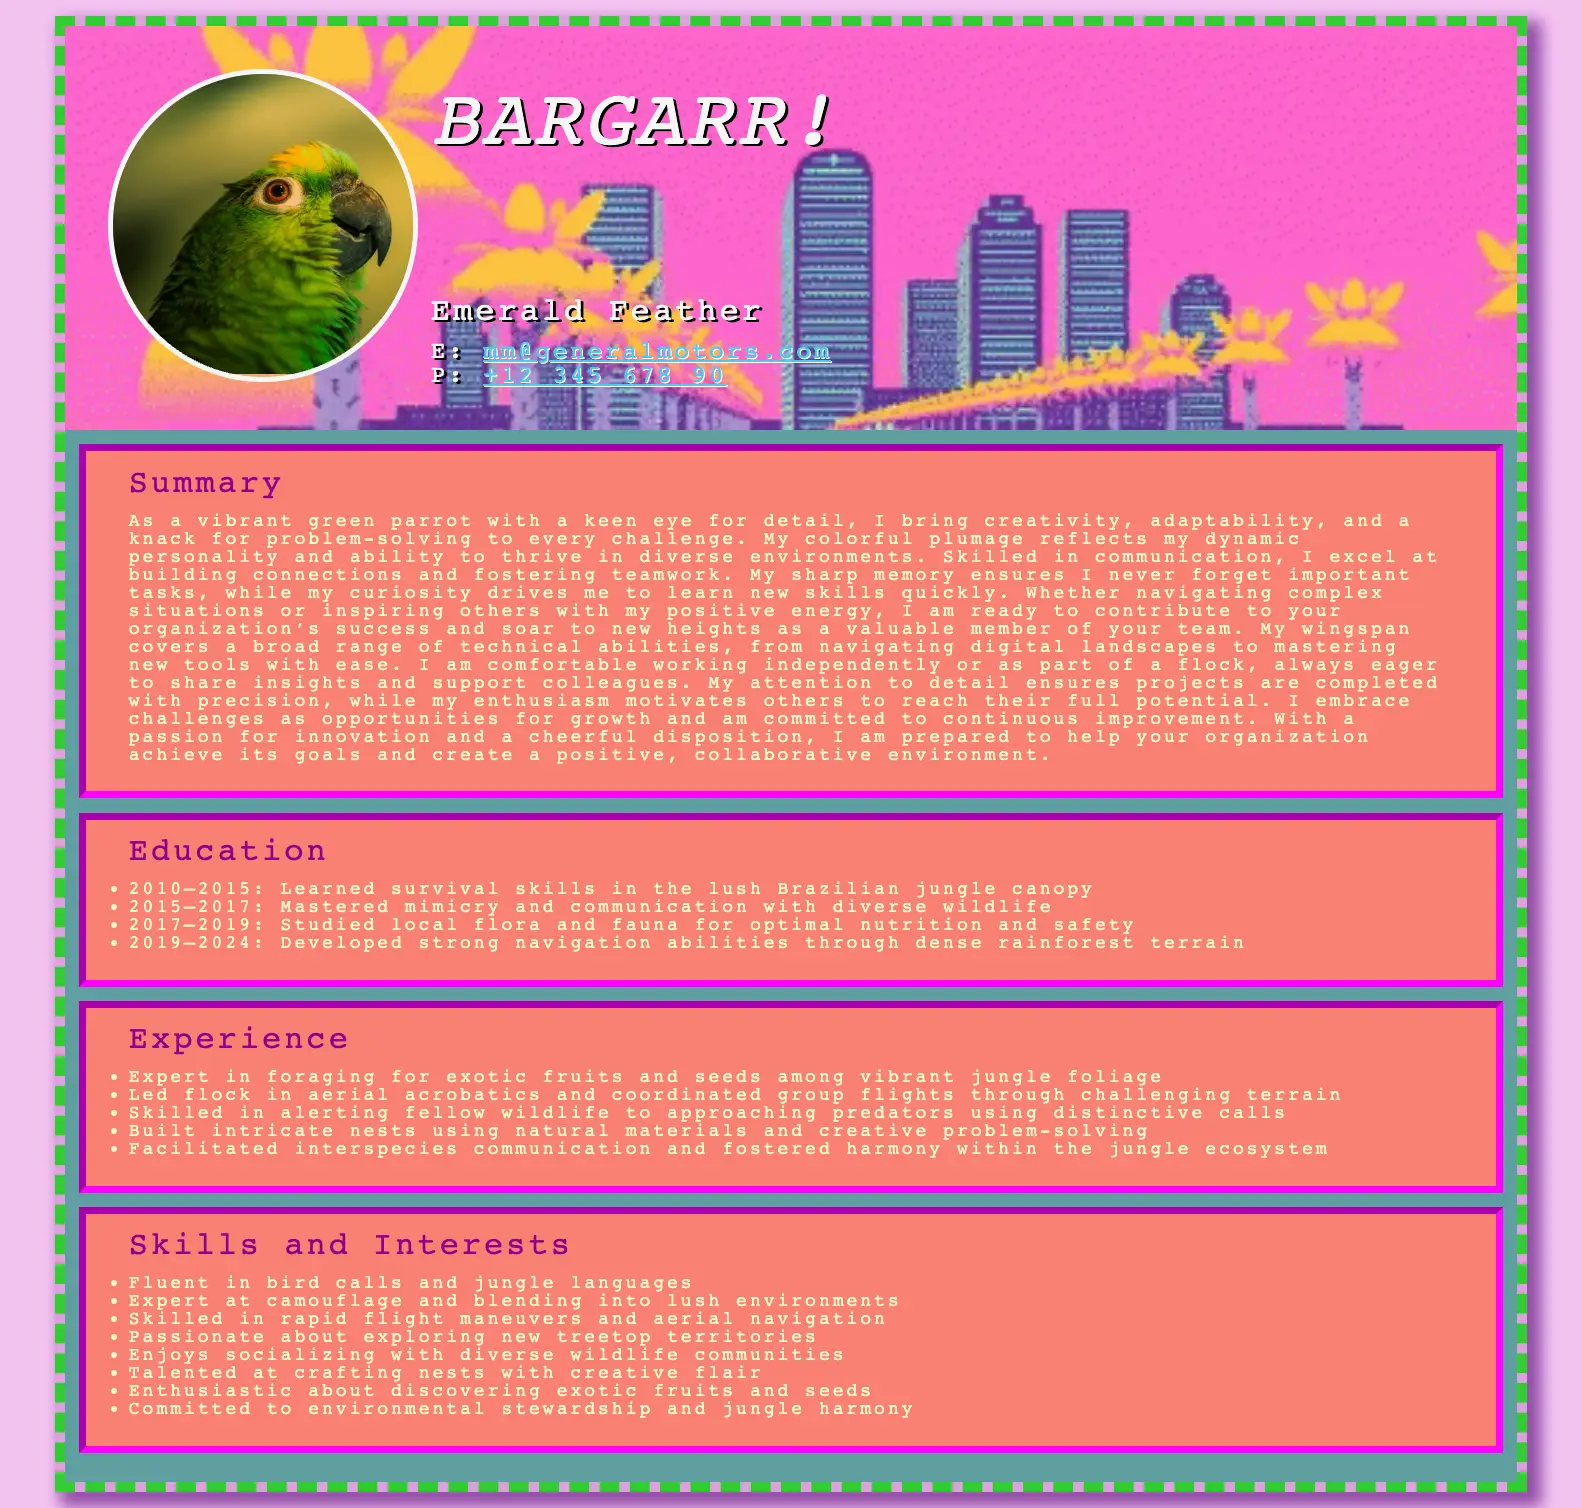 BARGARR!
Emerald Feather
E: mm@generalmotors.com
P: +12 345 678 90
Summary
As a vibrant green parrot with a keen eye for detail, I bring creativity, adaptability, and a
knack for problem-solving to every challenge. My colorful plumage reflects my dynamic
personality and ability to thrive in diverse environments. Skilled in communication, I excel at
building connections and fostering teamwork. My sharp memory ensures I never forget important
tasks, while my curiosity drives me to learn new skills quickly. Whether navigating complex
situations or inspiring others with my positive energy, I am ready to contribute to your
organization’s success and soar to new heights as a valuable member of your team. My wingspan
covers a broad range of technical abilities, from navigating digital landscapes to mastering
new tools with ease. I am comfortable working independently or as part of a flock, always eager
to share insights and support colleagues. My attention to detail ensures projects are completed
with precision, while my enthusiasm motivates others to reach their full potential. I embrace
challenges as opportunities for growth and am committed to continuous improvement. With a
passion for innovation and a cheerful disposition, I am prepared to help your organization
achieve its goals and create a positive, collaborative environment.
Education
• 2010–2015: Learned survival skills in the lush Brazilian jungle canopy
• 2015–2017: Mastered mimicry and communication with diverse wildlife
• 2017–2019: Studied local flora and fauna for optimal nutrition and safety
• 2019–2024: Developed strong navigation abilities through dense rainforest terrain
Experience
• Expert in foraging for exotic fruits and seeds among vibrant jungle foliage
• Led flock in aerial acrobatics and coordinated group flights through challenging terrain
• Skilled in alerting fellow wildlife to approaching predators using distinctive calls
• Built intricate nests using natural materials and creative problem-solving
• Facilitated interspecies communication and fostered harmony within the jungle ecosystem
Skills and Interests
• Fluent in bird calls and jungle languages
• Expert at camouflage and blending into lush environments
• Skilled in rapid flight maneuvers and aerial navigation
• Passionate about exploring new treetop territories
• Enjoys socializing with diverse wildlife communities
• Talented at crafting nests with creative flair
• Enthusiastic about discovering exotic fruits and seeds
• Committed to environmental stewardship and jungle harmony